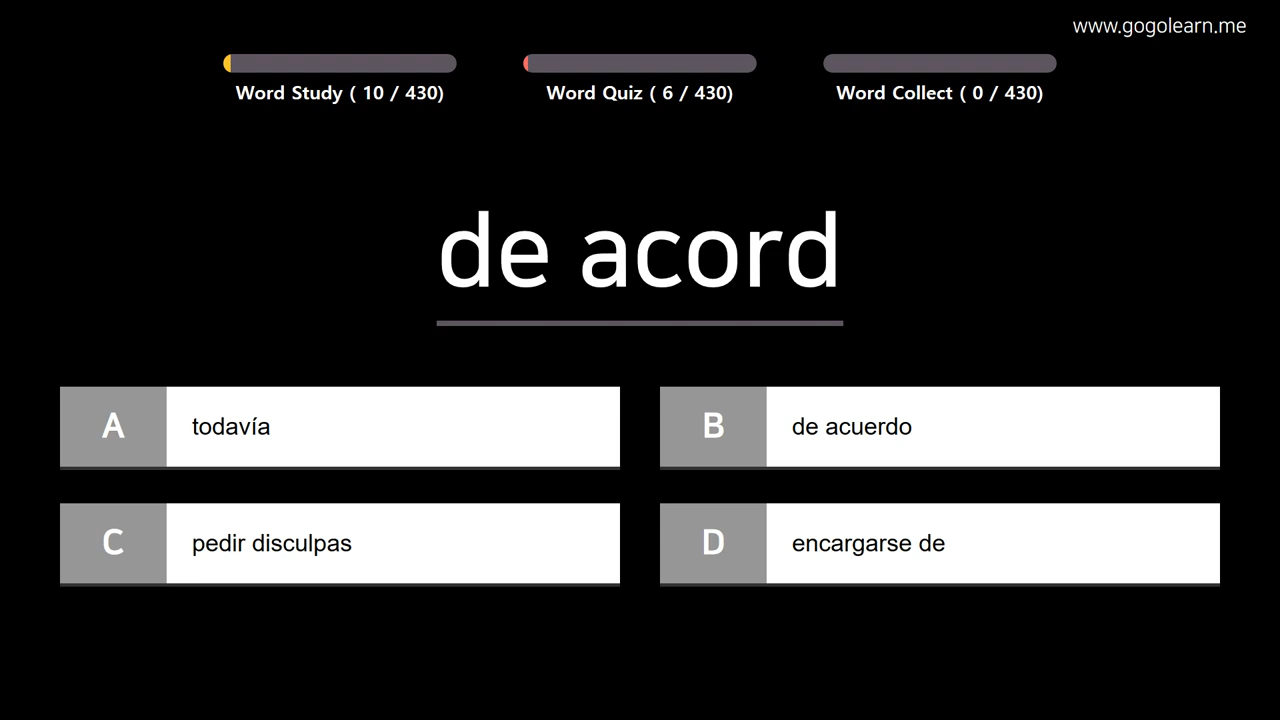 www.gogolearn.me
Word Study ( 10 / 430)
Word Quiz ( 6 / 430)
Word Collect ( 0 / 430)
de acord
A
todavía
B
de acuerdo
C
pedir disculpas
D
encargarse de